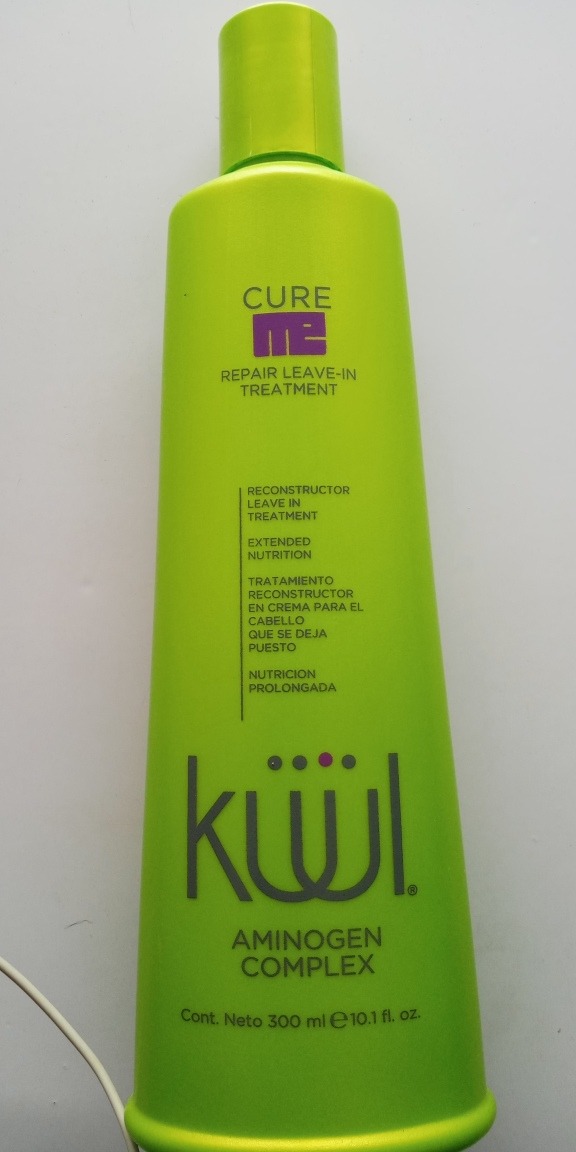 CURE
me
REPAIR LEAVE-IN
TREATMENT
RECONSTRUCTOR
LEAVE IN
TREATMENT
EXTENDED
NUTRITION
TRATAMIENTO
RECONSTRUCTOR
EN CREMA PARA EL
CABELLO
QUE SE DEJA
PUESTO
NUTRICION
PROLONGADA
küül®
AMINOGEN
COMPLEX
Cont. Neto 300 ml ℮ 10.1 fl. oz.